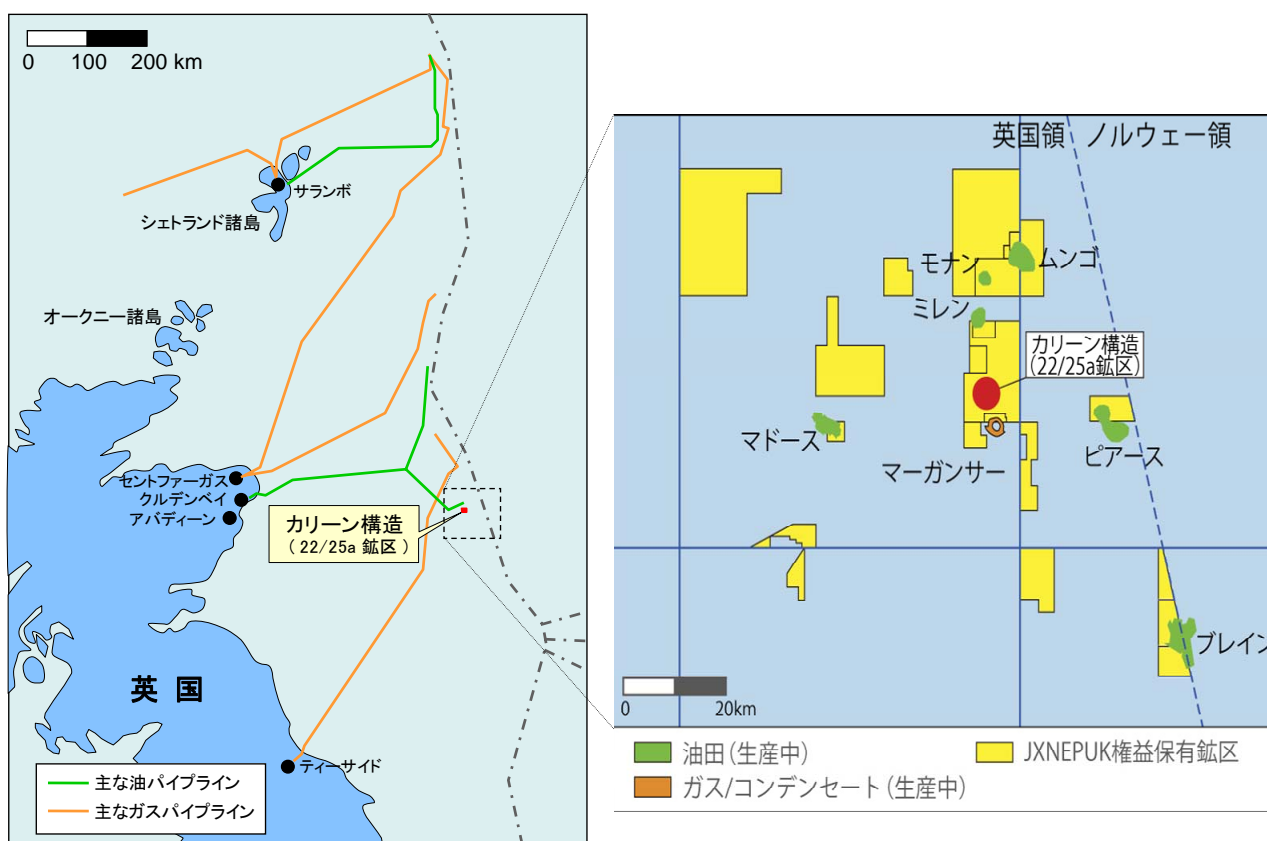 0 100 200 km
サランボ
シェトランド諸島
オークニー諸島
セントファーガス
クルデンベイ
アバディーン
カリーン構造
( 22/25a 鉱区 )
英 国
ティーサイド
主な油パイプライン
主なガスパイプライン
英国領 ノルウェー領
モナン
ムンゴ
ミレン
カリーン構造
(22/25a鉱区)
マドース
マーガンサー
ピアース
ブレイン
0 20km
油田(生産中)
JXNEPUK権益保有鉱区
ガス/コンデンセート(生産中)